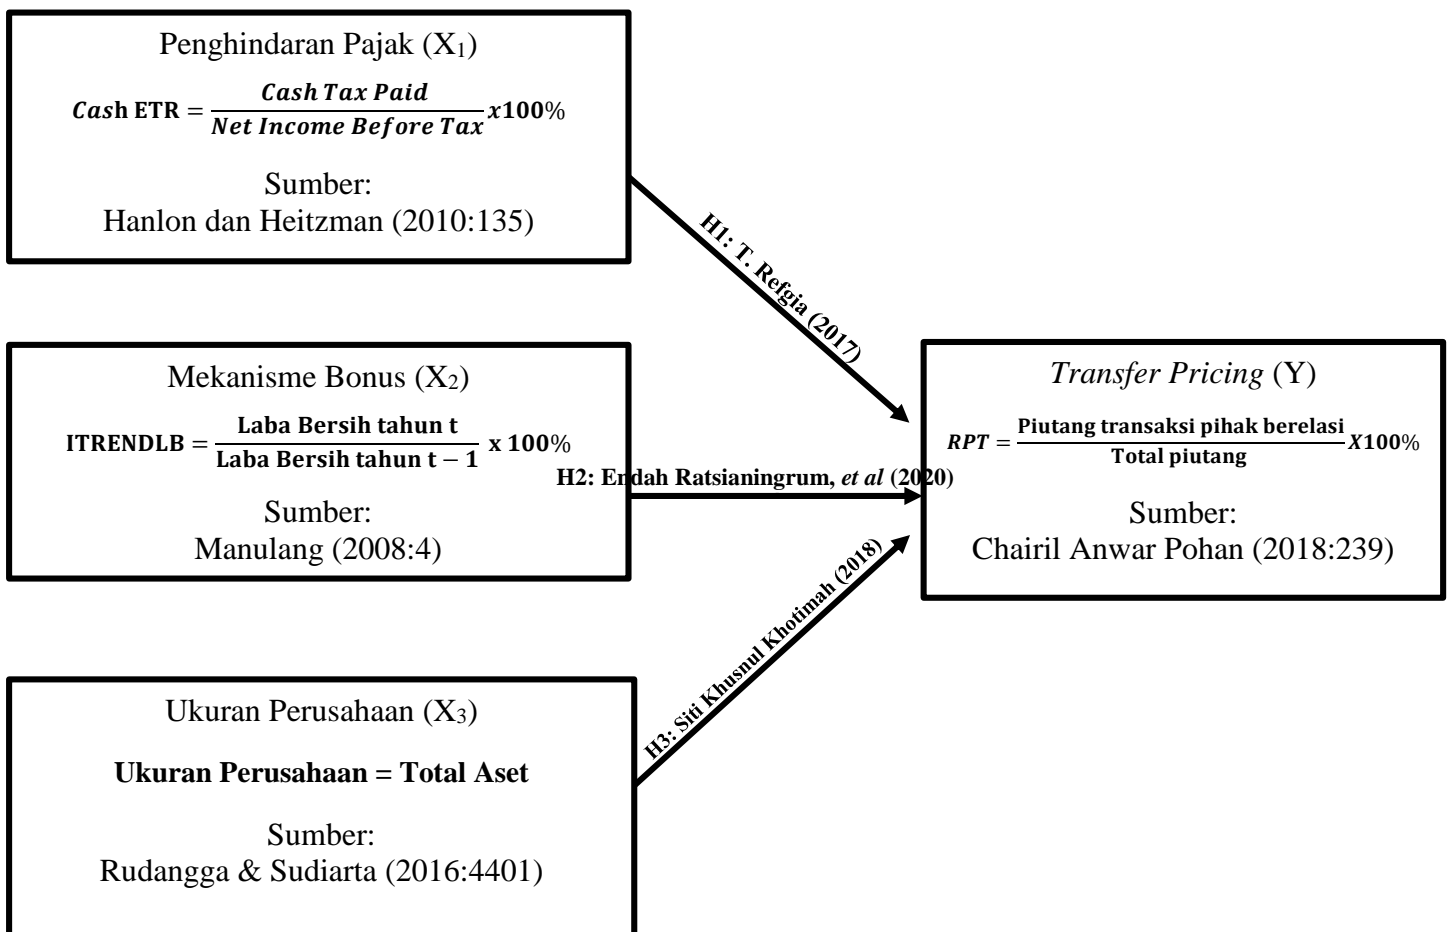 Penghindaran Pajak (X₁)
Cash ETR = Cash Tax Paid / Net Income Before Tax x100%
Sumber:
Hanlon dan Heitzman (2010:135)
H1: T. Refgia (2017)
Mekanisme Bonus (X₂)
ITRENDLB = Laba Bersih tahun t / Laba Bersih tahun t − 1 x 100%
Sumber:
Manulang (2008:4)
H2: Endah Ratsianingrum, et al (2020)
Transfer Pricing (Y)
RPT = Piutang transaksi pihak berelasi / Total piutang X100%
Sumber:
Chairil Anwar Pohan (2018:239)
H3: Siti Khusnul Khotimah (2018)
Ukuran Perusahaan (X₃)
Ukuran Perusahaan = Total Aset
Sumber:
Rudangga & Sudiarta (2016:4401)